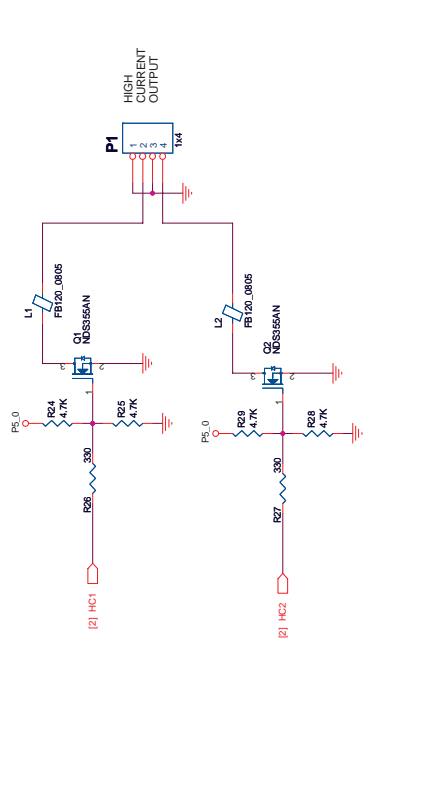 HIGH
CURRENT
OUTPUT
P1
1
2
3
4
1x4
L1
FB120_0805
Q1
NDS355AN
3
2
1
P5_0
R24
4.7K
R25
4.7K
330
R26
[2] HC1
L2
FB120_0805
Q2
NDS355AN
3
2
1
P5_0
R29
4.7K
R28
4.7K
330
R27
[2] HC2